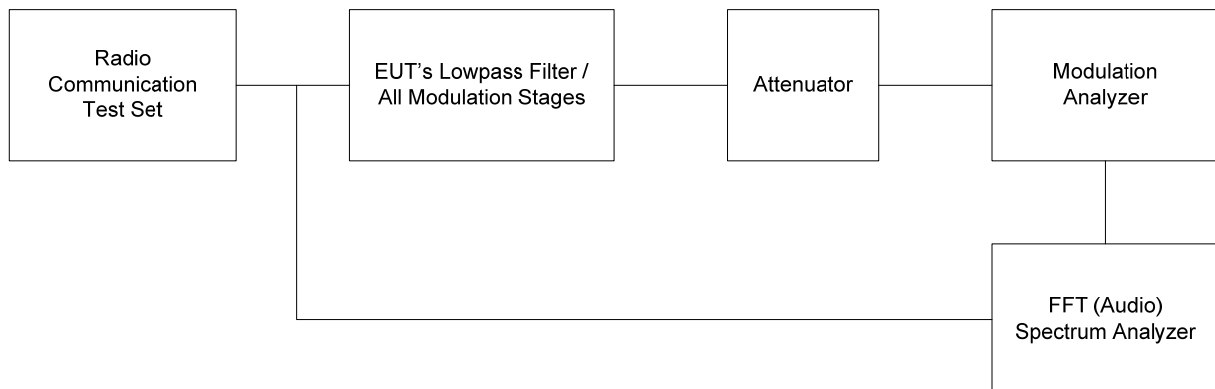 Radio
Communication
Test Set
EUT’s Lowpass Filter /
All Modulation Stages
Attenuator
Modulation
Analyzer
FFT (Audio)
Spectrum Analyzer